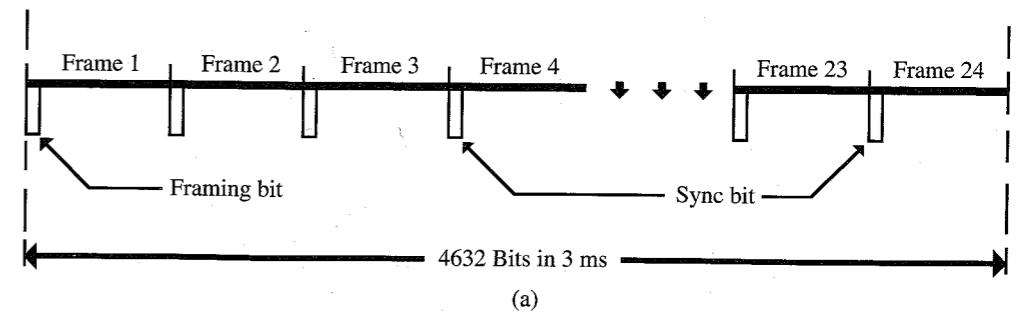 Frame 1 Frame 2 Frame 3 Frame 4 Frame 23 Frame 24
Framing bit Sync bit
4632 Bits in 3 ms
(a)